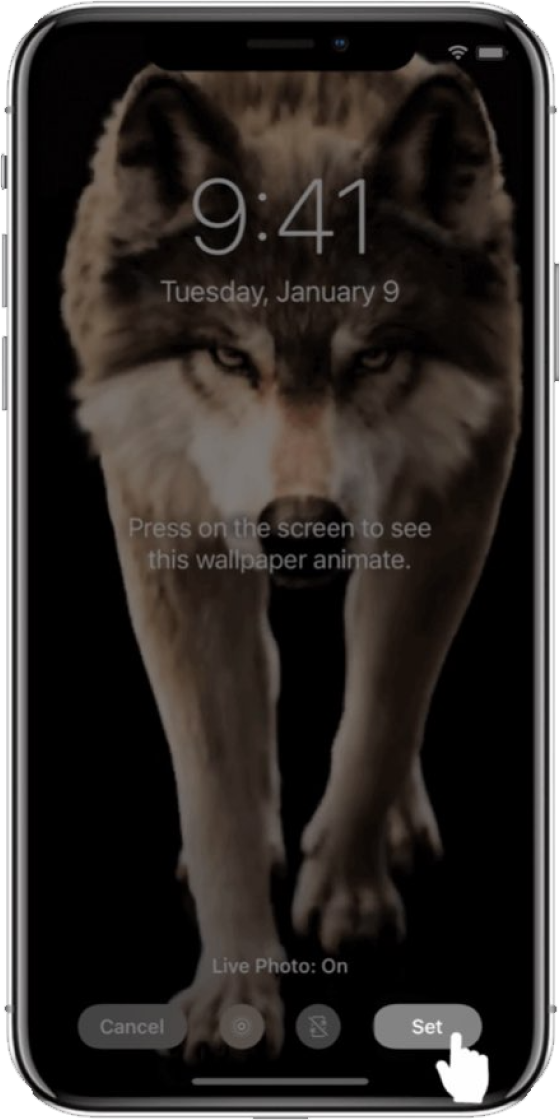 9:41
Tuesday, January 9
Press on the screen to see
this wallpaper animate.
Live Photo: On
Cancel
Set